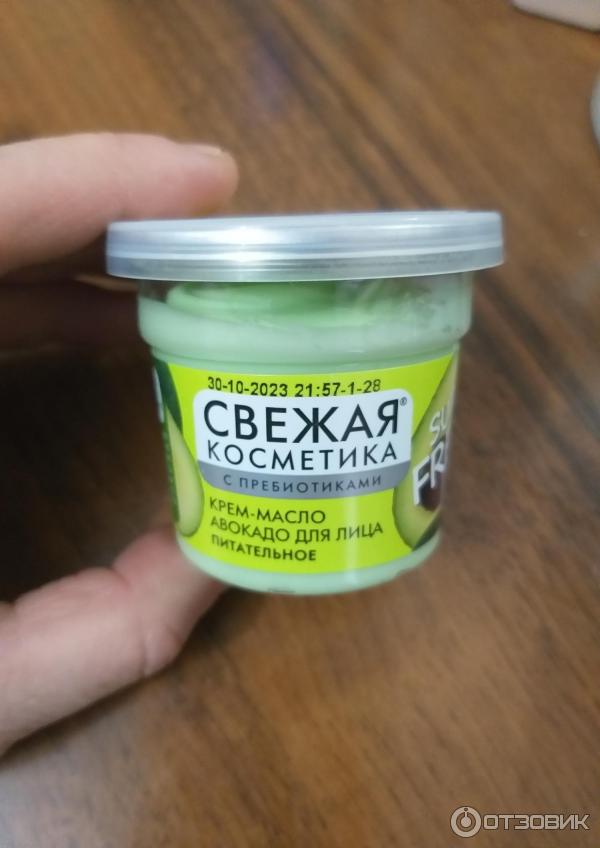 30-10-2023 21:57-1-28
СВЕЖАЯ®
КОСМЕТИКА
С ПРЕБИОТИКАМИ
КРЕМ-МАСЛО
АВОКАДО ДЛЯ ЛИЦА
ПИТАТЕЛЬНОЕ
ОТЗОВИК